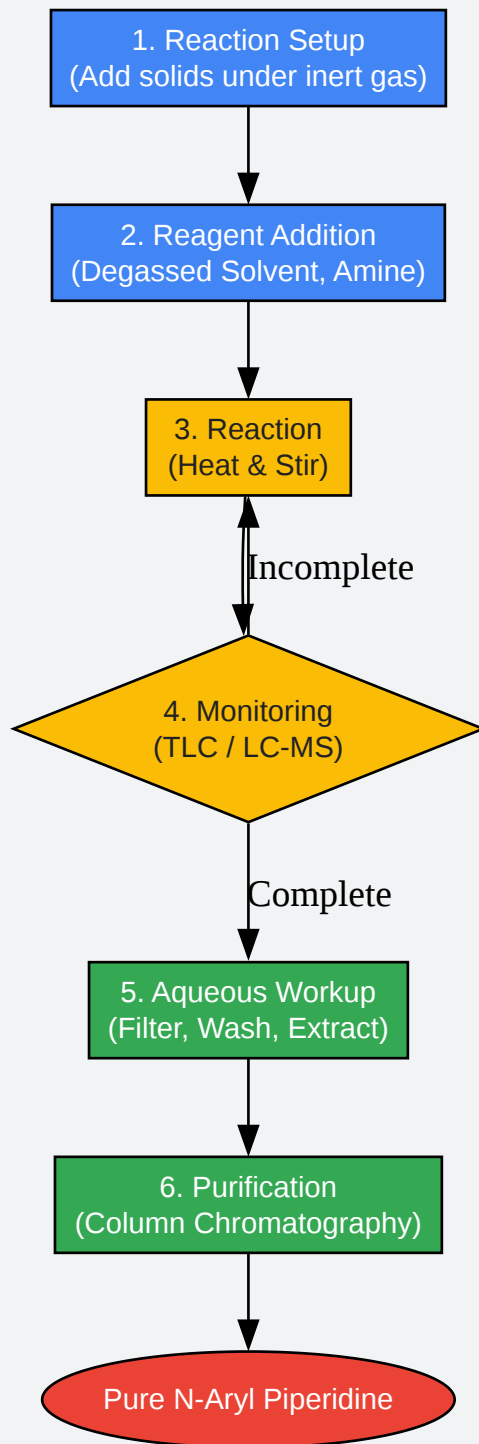 1. Reaction Setup
(Add solids under inert gas)
2. Reagent Addition
(Degassed Solvent, Amine)
3. Reaction
(Heat & Stir)
Incomplete
4. Monitoring
(TLC / LC-MS)
Complete
5. Aqueous Workup
(Filter, Wash, Extract)
6. Purification
(Column Chromatography)
Pure N-Aryl Piperidine